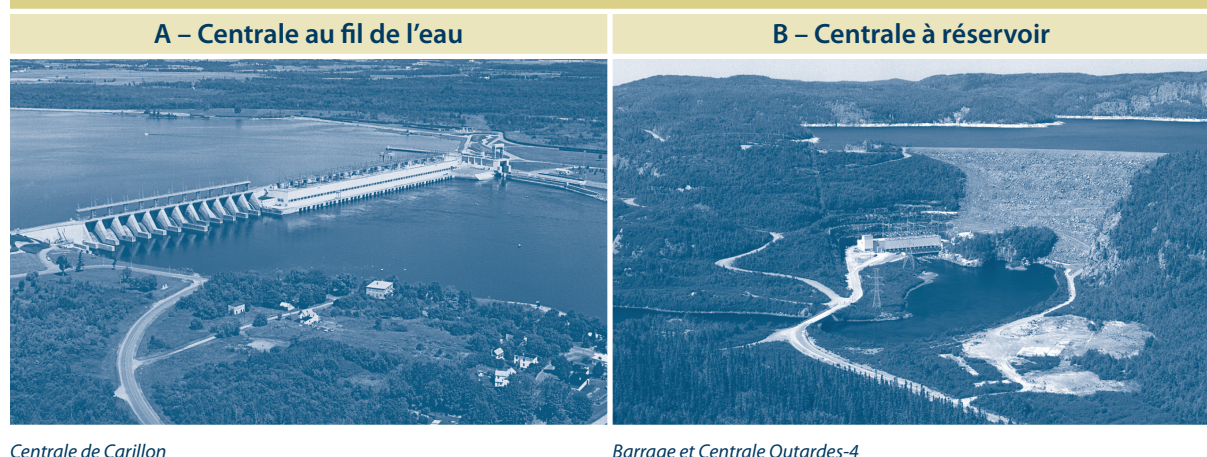 A – Centrale au fil de l'eau
B – Centrale à réservoir
Centrale de Carillon
Barrage et Centrale Outardes-4